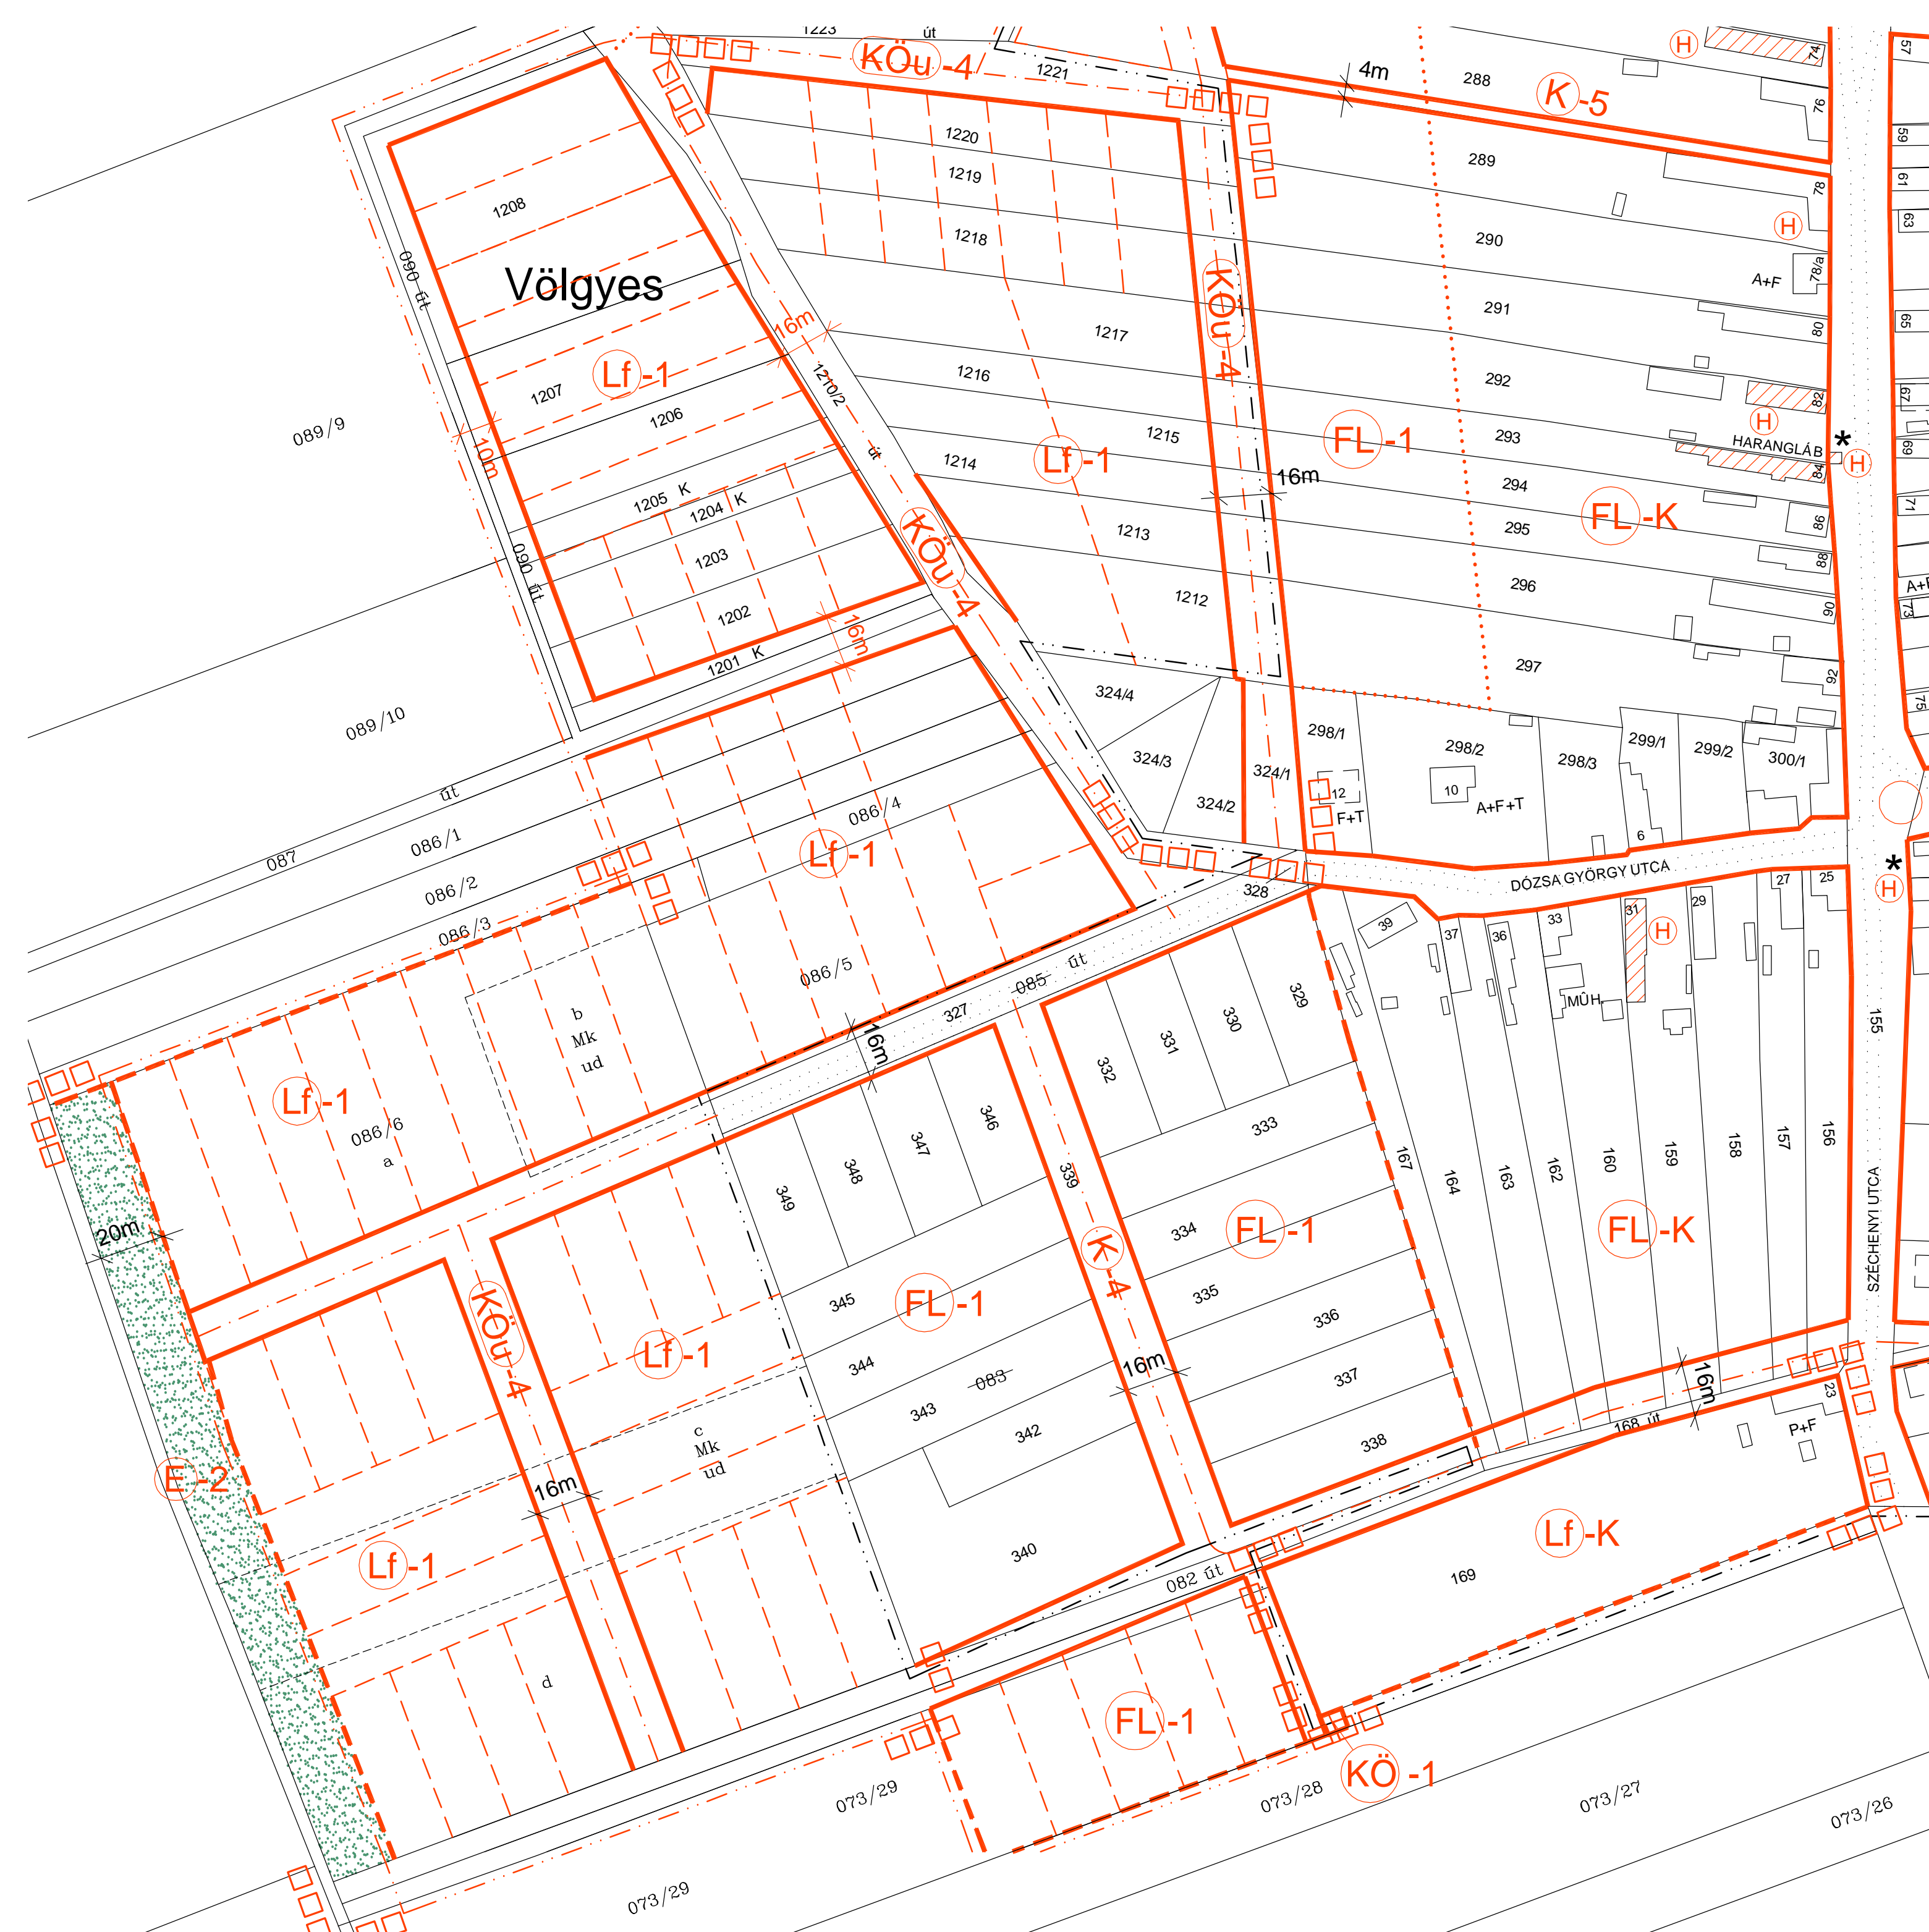 1223
út
KÖu-4
1221
4m
288
K-5
H
74
76
57
59
61
63
65
67
69
71
73
75
1220
1219
1218
289
290
291
292
293
294
295
296
297
78
H
78/a
A+F
80
82
H
HARANGLÁB
*
H
84
86
88
90
92
A+F
1208
Völgyes
090 út
089/9
Lf-1
1207
1206
10m
16m
1210/2
út
1205 K
1204 K
1203
1202
1201 K
090 út
16m
KÖu-4
1217
1216
1215
1214
1213
1212
Lf-1
KÖu-4
16m
FL-1
FL-K
089/10
087
út
086/1
086/2
086/3
086/4
086/5
Lf-1
324/4
324/3
324/2
324/1
298/1
12
F+T
298/2
10
A+F+T
298/3
299/1
299/2
300/1
6
DÓZSA GYÖRGY UTCA
328
*
H
39
37
36
33
31
H
29
27
25
MÛH.
155
SZÉCHENYI UTCA
085 út
327
16m
b
Mk
ud
Lf-1
086/6
a
20m
332
331
330
329
333
334
335
336
337
338
FL-1
167
164
163
162
160
159
158
157
156
FL-K
349
348
347
346
339
345
344
343
342
340
083
FL-1
K-4
16m
KÖu-4
Lf-1
c
Mk
ud
16m
E-2
Lf-1
d
16m
168 út
23
P+F
Lf-K
169
082 út
FL-1
KÖ-1
073/29
073/28
073/27
073/26
073/29